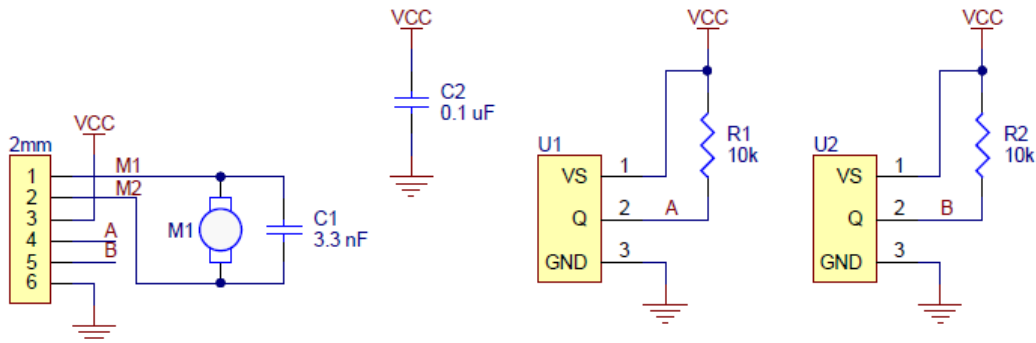 2mm
VCC
1
2
3
4
5
6
M1
M2
A
B
M1
C1
3.3 nF
VCC
C2
0.1 uF
VCC
U1
VS
Q
GND
1
2
3
A
R1
10k
VCC
U2
VS
Q
GND
1
2
3
B
R2
10k